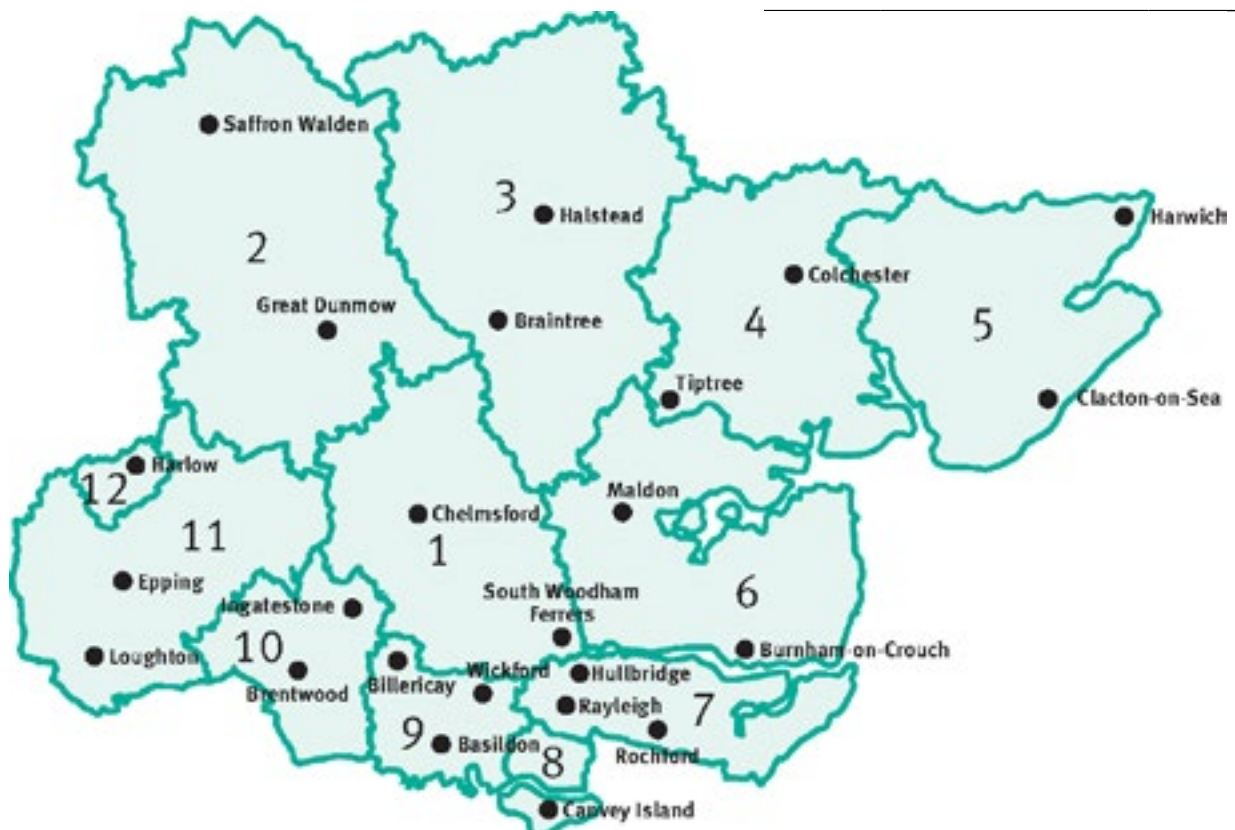 Saffron Walden
3
Halstead
Harwich
2
Colchester
Great Dunmow
Braintree
4
5
Tiptree
Clacton-on-Sea
Harlow
12
Maldon
Chelmsford
11
1
Epping
South Woodham
Ferrers
6
Ingatestone
10
Loughton
Burnham-on-Crouch
Brentwood
Billericay
Wickford
Hullbridge
Rayleigh
7
9
Basildon
Rochford
8
Canvey Island